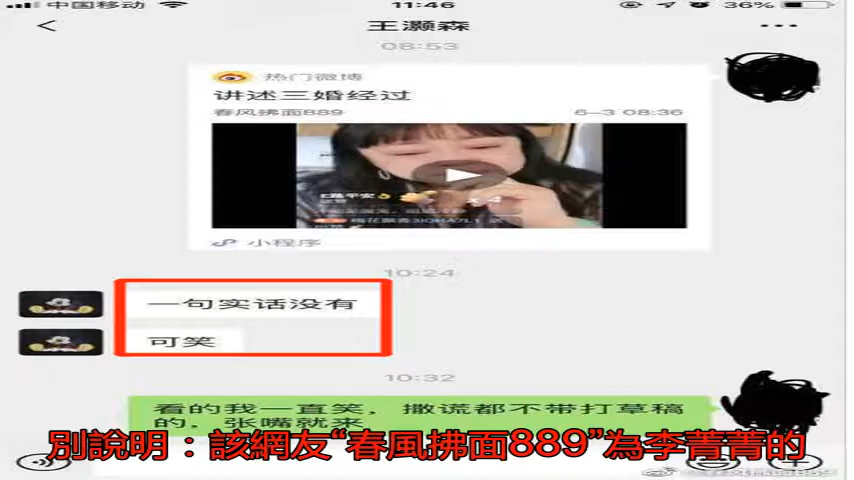 中国移动
11:46
36%
王灏森
08:53
热门微博
讲述三婚经过
春风拂面889
6-3 08:36
小程序
10:24
一句实话没有
可笑
10:32
看的我一直笑，撒谎都不带打草稿
的，张嘴就来
別說明：該網友“春風拂面889”為李菁菁的